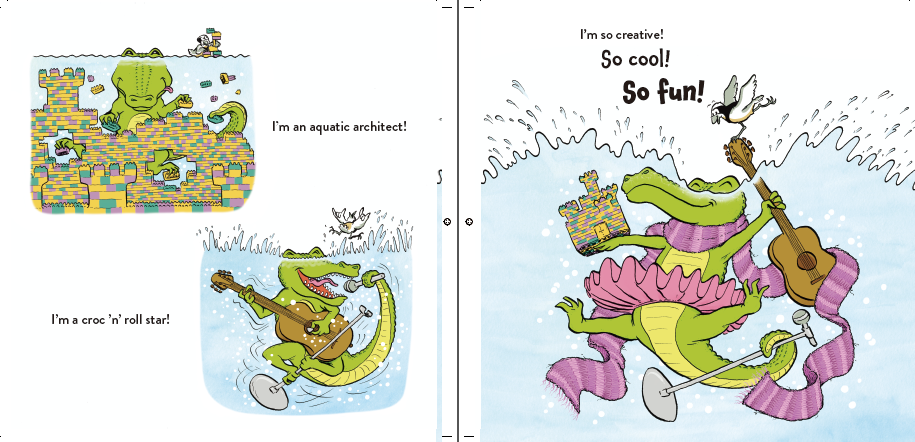 I'm an aquatic architect!
I'm a croc 'n' roll star!
I'm so creative!
So cool!
So fun!